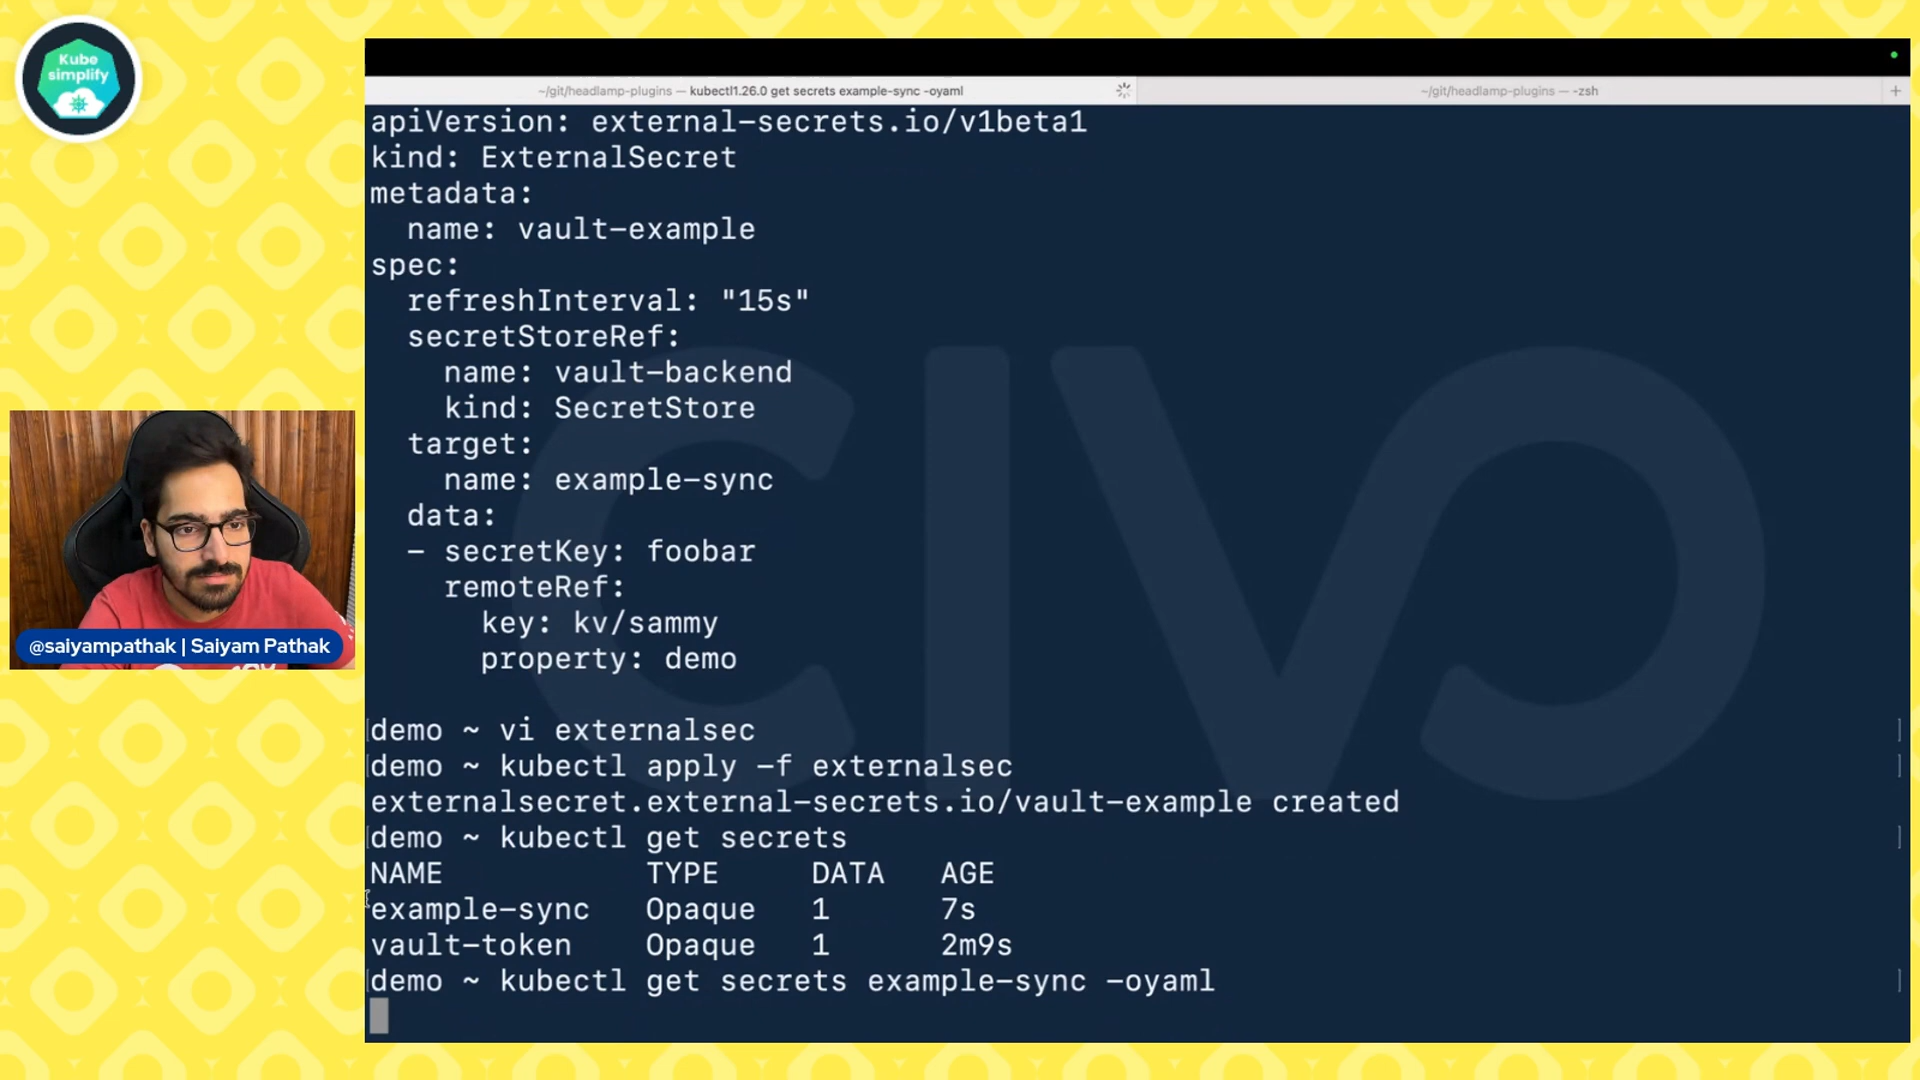 Kube
simplify
~/git/headlamp-plugins — kubectl1.26.0 get secrets example-sync -oyaml
~/git/headlamp-plugins — -zsh
+
apiVersion: external-secrets.io/v1beta1
kind: ExternalSecret
metadata:
  name: vault-example
spec:
  refreshInterval: "15s"
  secretStoreRef:
    name: vault-backend
    kind: SecretStore
  target:
    name: example-sync
  data:
  - secretKey: foobar
    remoteRef:
      key: kv/sammy
      property: demo
demo ~ vi externalsec
demo ~ kubectl apply -f externalsec
externalsecret.external-secrets.io/vault-example created
demo ~ kubectl get secrets
NAME TYPE DATA AGE
example-sync Opaque 1 7s
vault-token Opaque 1 2m9s
demo ~ kubectl get secrets example-sync -oyaml
CIVO
@saiyampathak | Saiyam Pathak